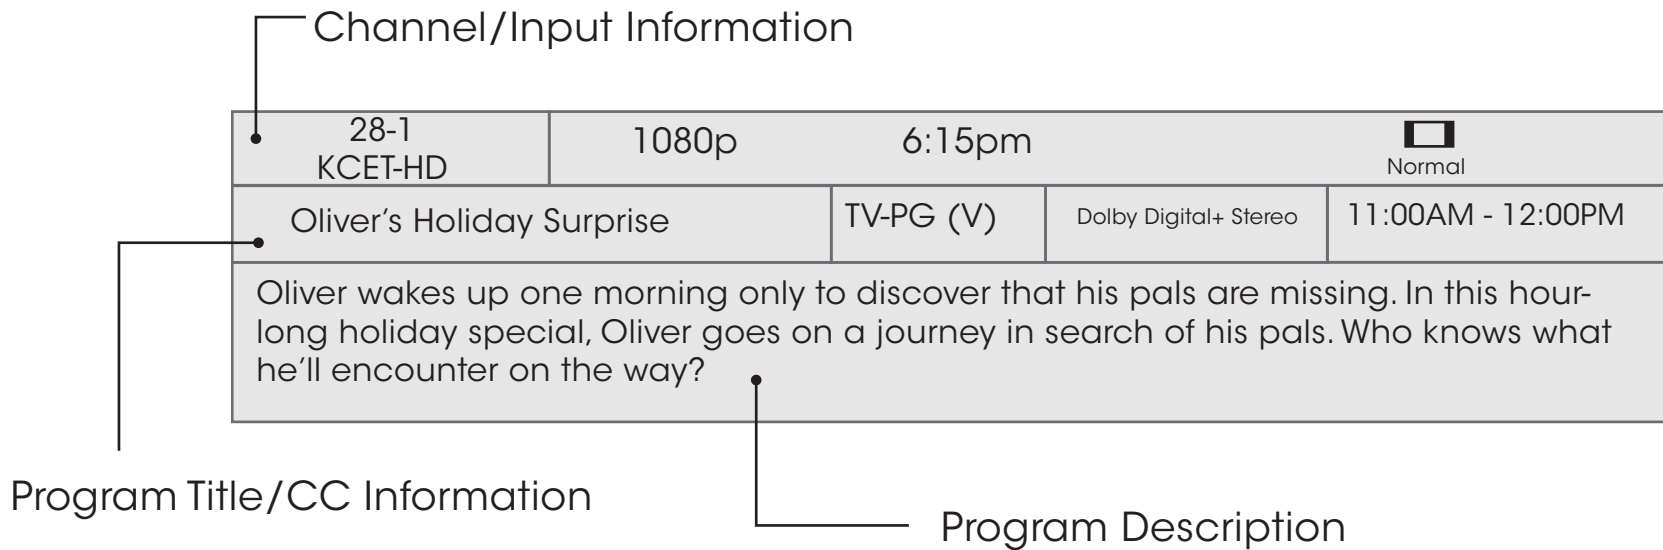 Channel/Input Information
28-1
KCET-HD
1080p
6:15pm
Normal
Oliver’s Holiday Surprise
TV-PG (V)
Dolby Digital+ Stereo
11:00AM - 12:00PM
Oliver wakes up one morning only to discover that his pals are missing. In this hour-
long holiday special, Oliver goes on a journey in search of his pals. Who knows what
he’ll encounter on the way?
Program Title/CC Information
Program Description